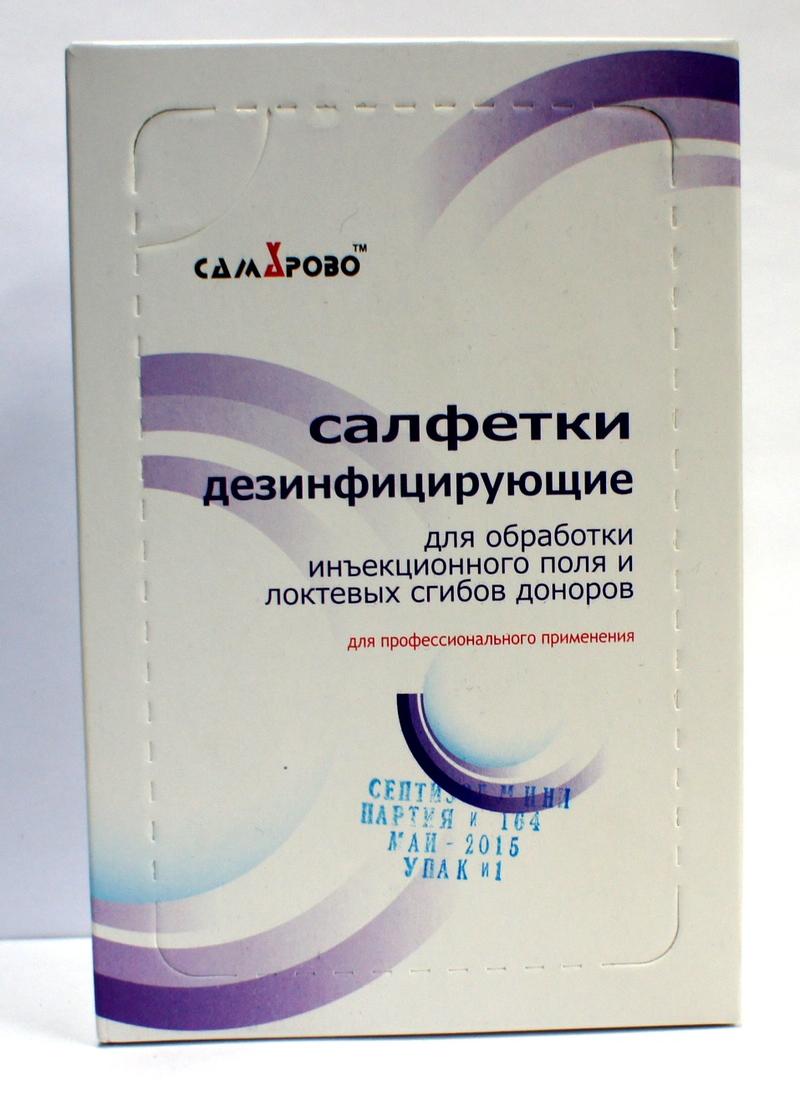 САМАРОВО™
салфетки
дезинфицирующие
для обработки
инъекционного поля и
локтевых сгибов доноров
для профессионального применения
МИНИ
ПАРТИЯ № 164
МАЙ - 2015
УПАК №1